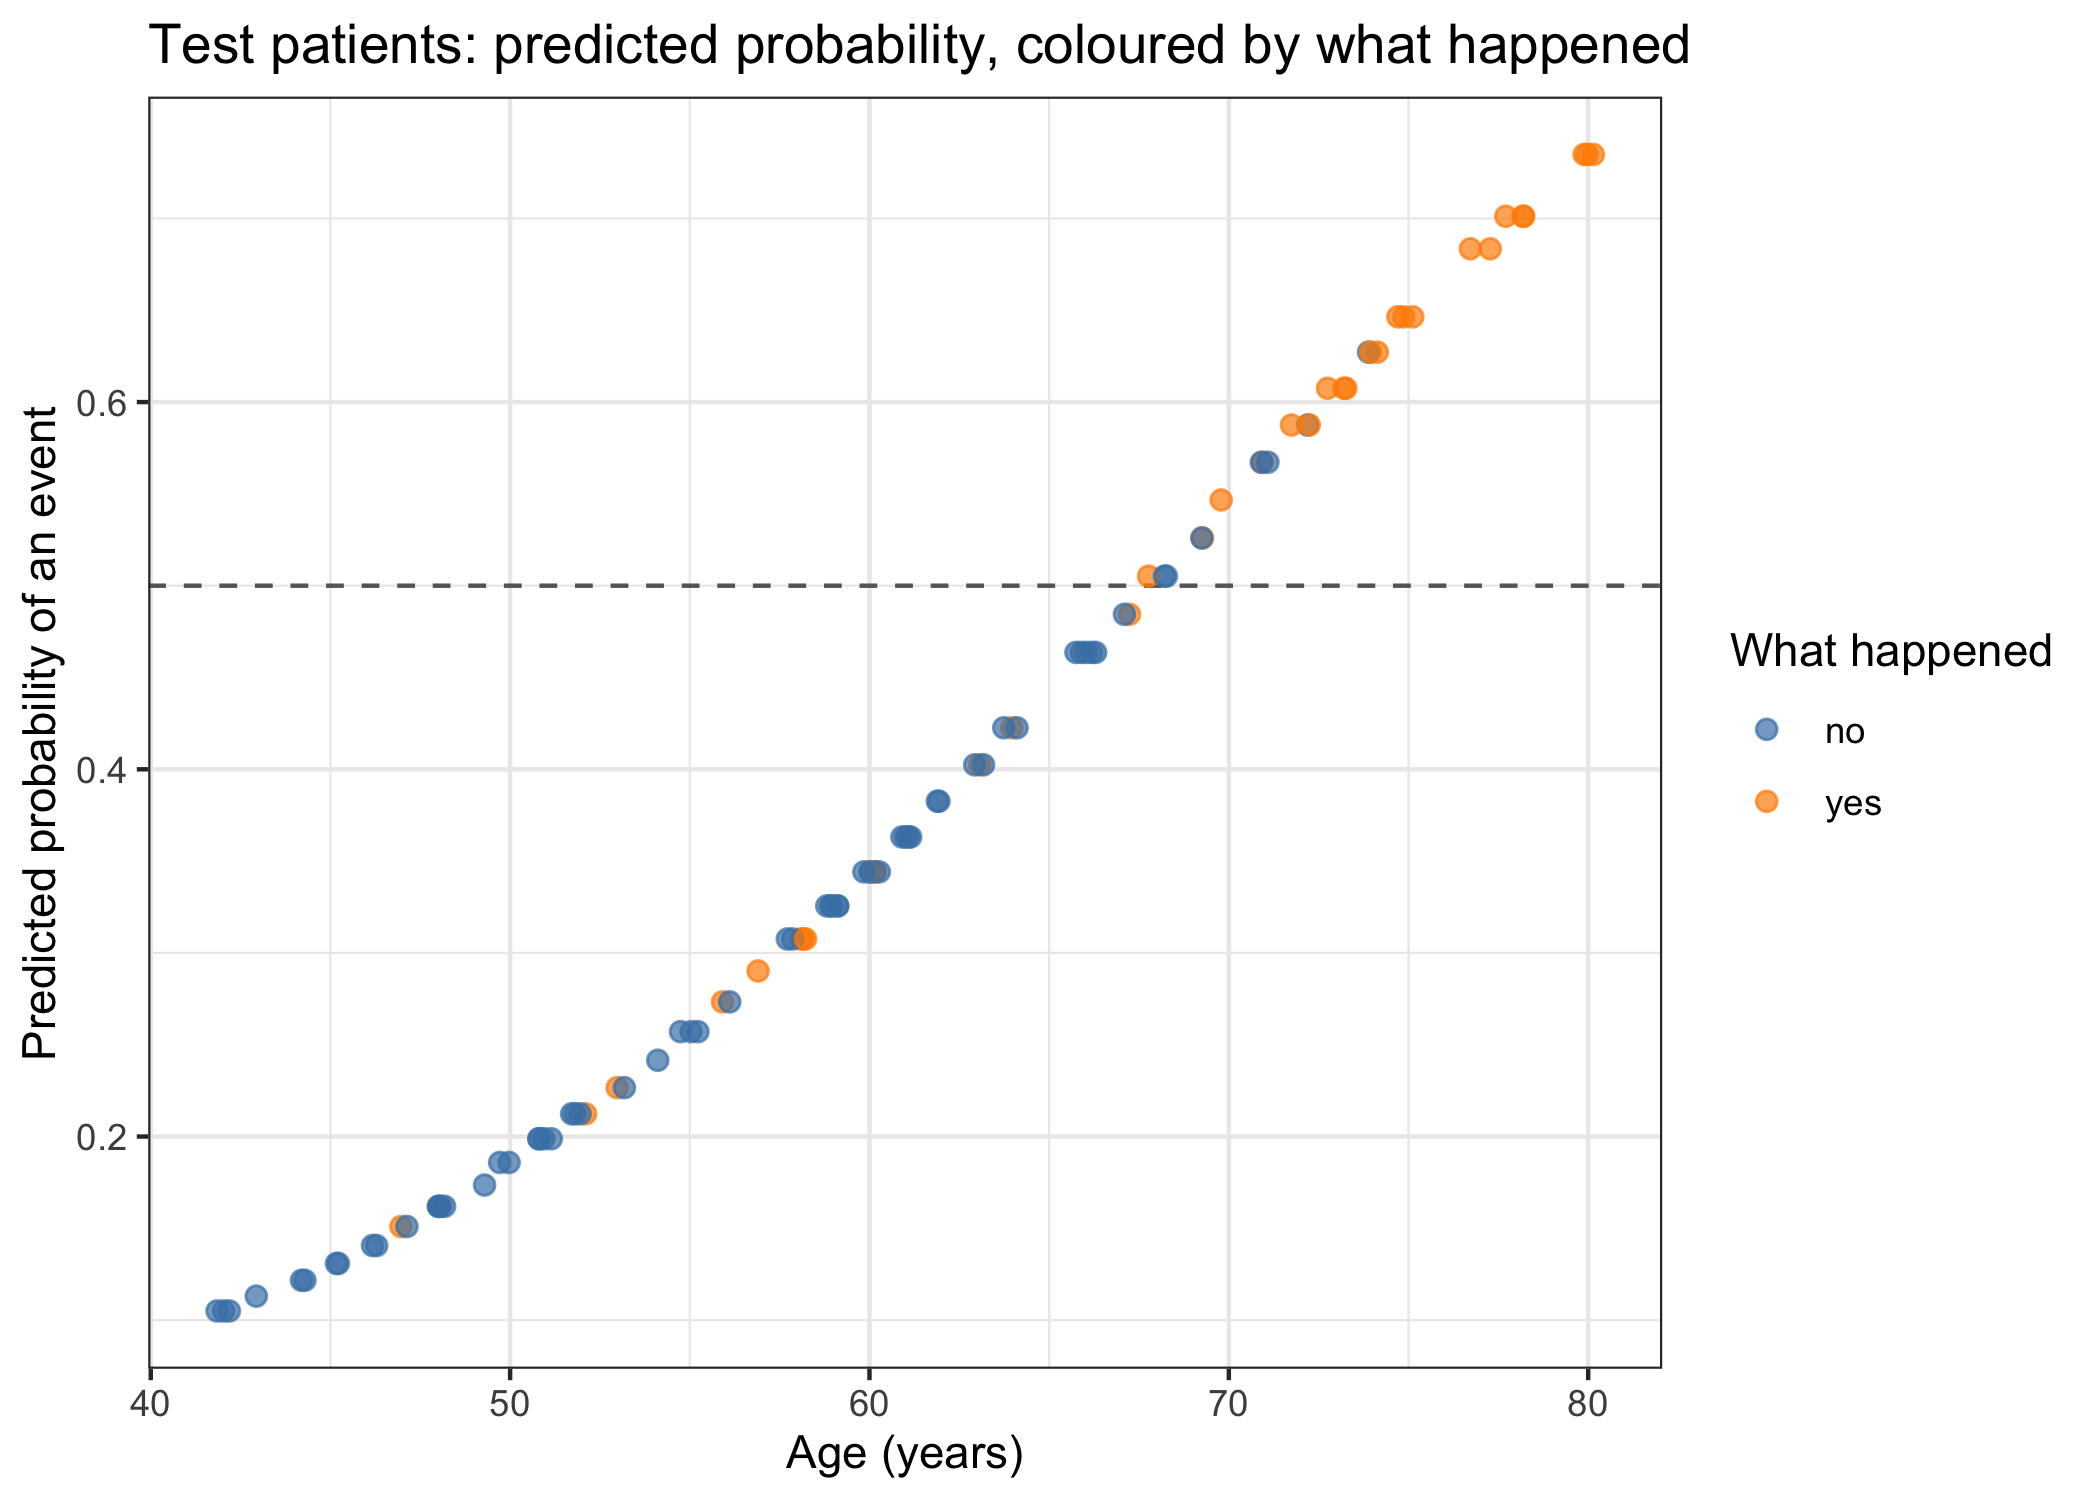 Test patients: predicted probability, coloured by what happened
Predicted probability of an event
0.6
0.4
0.2
40 50 60 70 80
Age (years)
What happened
no
yes